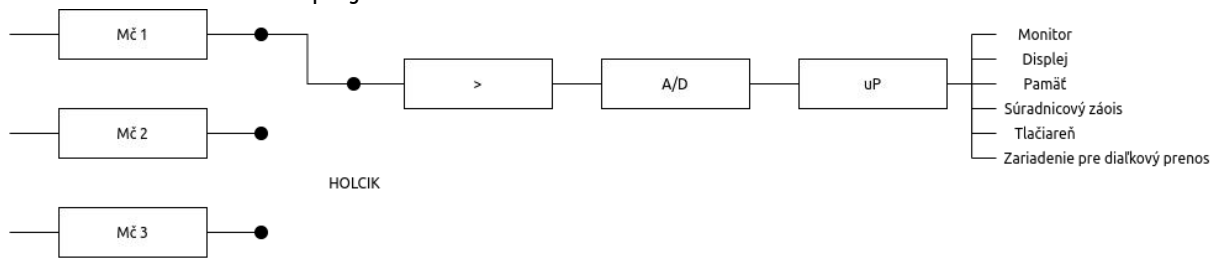 Mč 1
Mč 2
Mč 3
HOLCIK
>
A/D
uP
Monitor
Displej
Pamäť
Súradnicový záois
Tlačiareň
Zariadenie pre diaľkový prenos